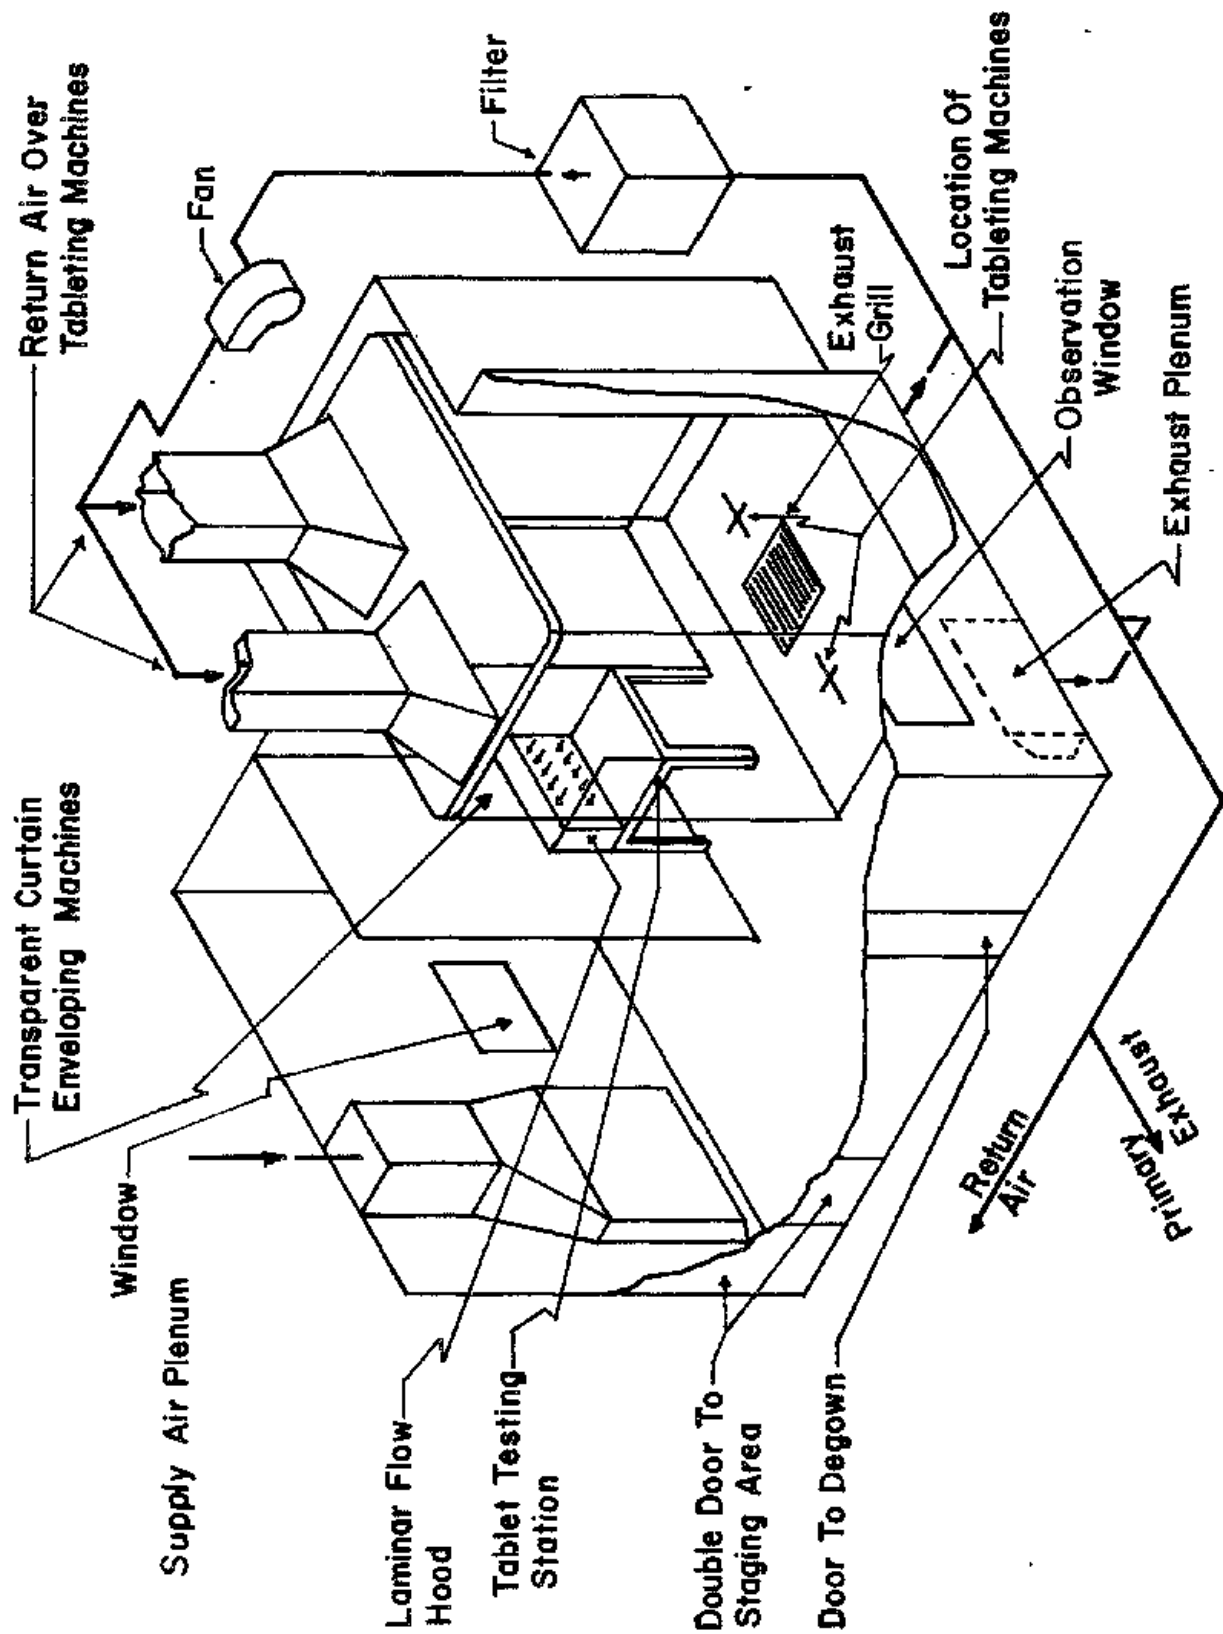 Return Air Over
Tableting Machines
Fan
Filter
Transparent Curtain
Enveloping Machines
Window
Supply Air Plenum
Exhaust
Grill
Location Of
Tableting Machines
Observation
Window
Exhaust Plenum
Laminar Flow
Hood
Tablet Testing
Station
Double Door To
Staging Area
Door To Degown
Return
Air
Primary
Exhaust